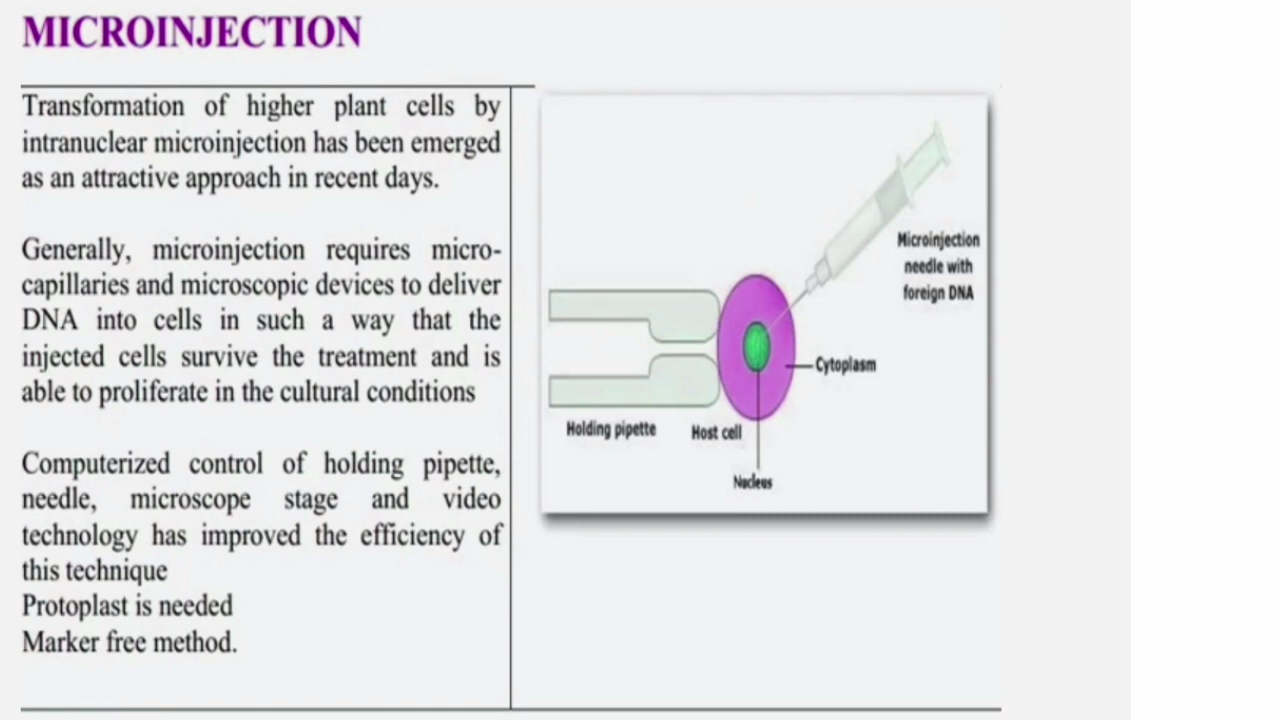 MICROINJECTION
Transformation of higher plant cells by
intranuclear microinjection has been emerged
as an attractive approach in recent days.
Generally, microinjection requires micro-
capillaries and microscopic devices to deliver
DNA into cells in such a way that the
injected cells survive the treatment and is
able to proliferate in the cultural conditions
Computerized control of holding pipette,
needle, microscope stage and video
technology has improved the efficiency of
this technique
Protoplast is needed
Marker free method.
Microinjection
needle with
foreign DNA
Cytoplasm
Holding pipette
Host cell
Nucleus